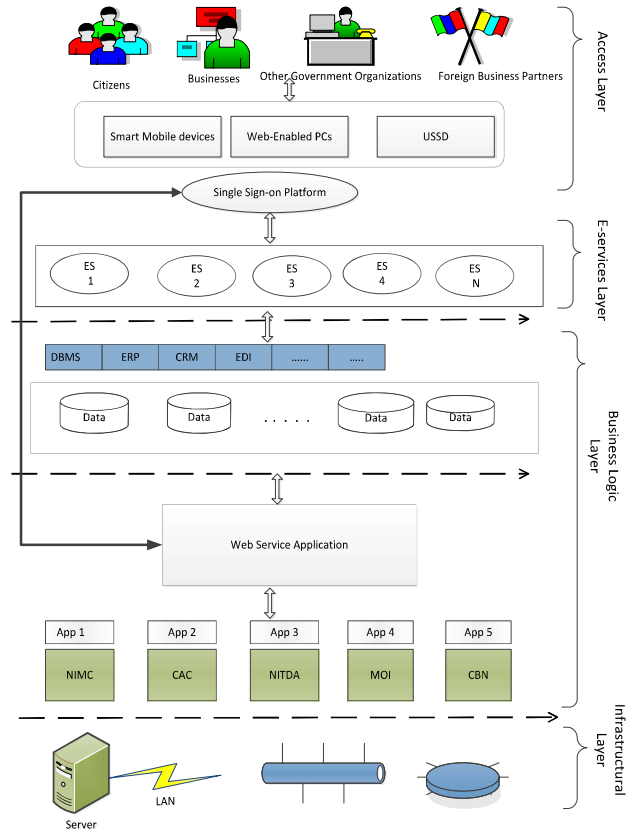 Citizens
Businesses
Other Government Organizations
Foreign Business Partners
Access Layer
Smart Mobile devices
Web-Enabled PCs
USSD
Single Sign-on Platform
E-services Layer
ES
1
ES
2
ES
3
ES
4
ES
N
DBMS
ERP
CRM
EDI
......
.....
Data
Data
. . . . .
Data
Data
Business Logic
Layer
Web Service Application
App 1
App 2
App 3
App 4
App 5
NIMC
CAC
NITDA
MOI
CBN
Infrastructural
Layer
LAN
Server